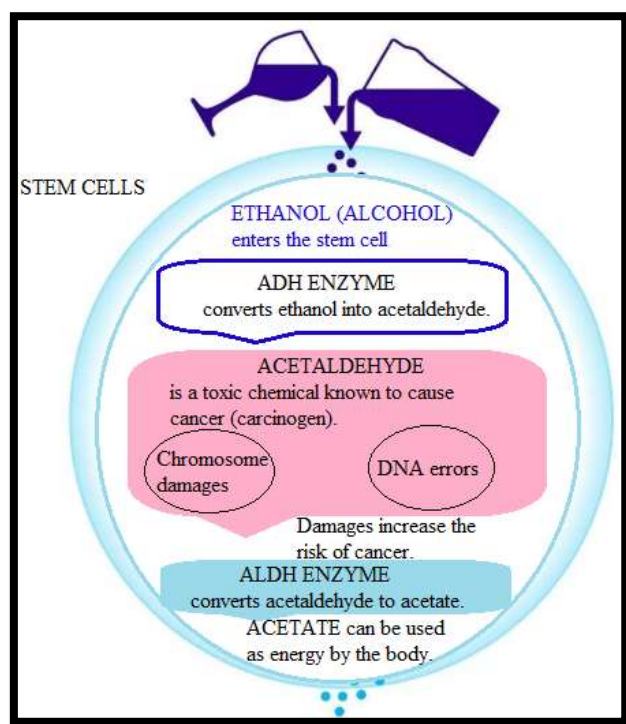 STEM CELLS
ETHANOL (ALCOHOL)
enters the stem cell
ADH ENZYME
converts ethanol into acetaldehyde.
ACETALDEHYDE
is a toxic chemical known to cause
cancer (carcinogen).
Chromosome
damages
DNA errors
Damages increase the
risk of cancer.
ALDH ENZYME
converts acetaldehyde to acetate.
ACETATE can be used
as energy by the body.